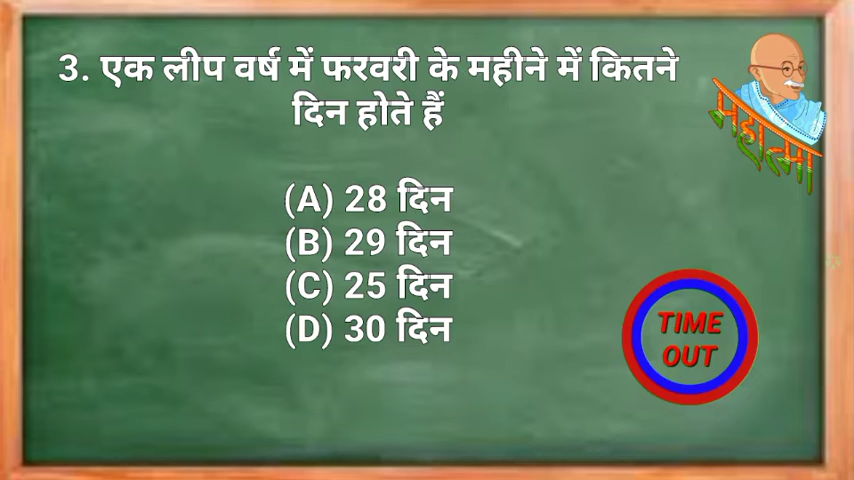 3. एक लीप वर्ष में फरवरी के महीने में कितने
दिन होते हैं
(A) 28 दिन
(B) 29 दिन
(C) 25 दिन
(D) 30 दिन
महात्मा
TIME
OUT